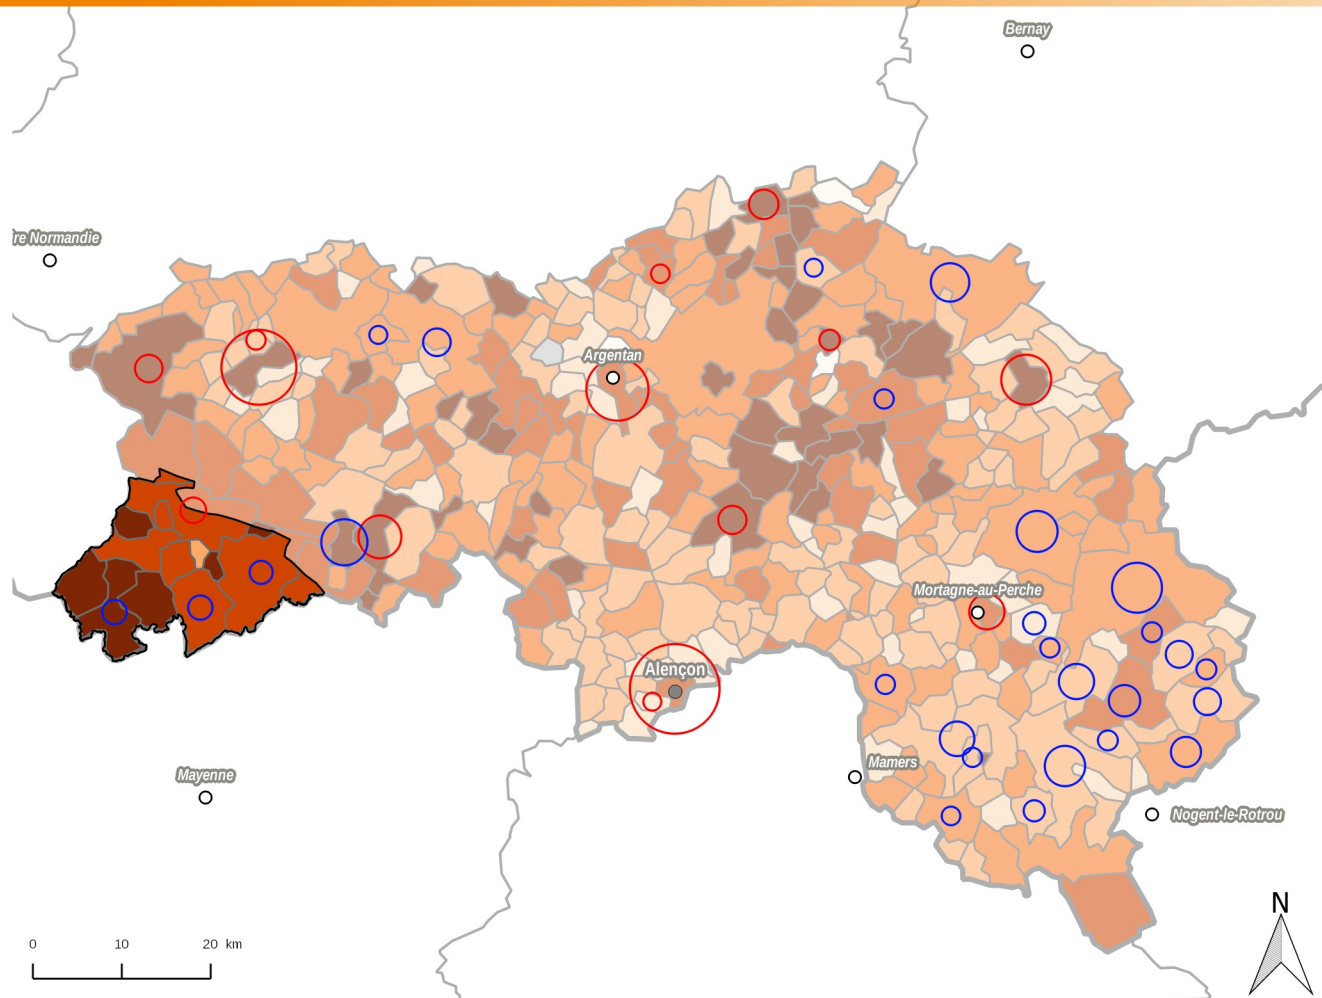 Bernay
re Normandie
Argentan
Mortagne-au-Perche
Alençon
Mamers
Mayenne
Nogent-le-Rotrou
N
0 10 20 km